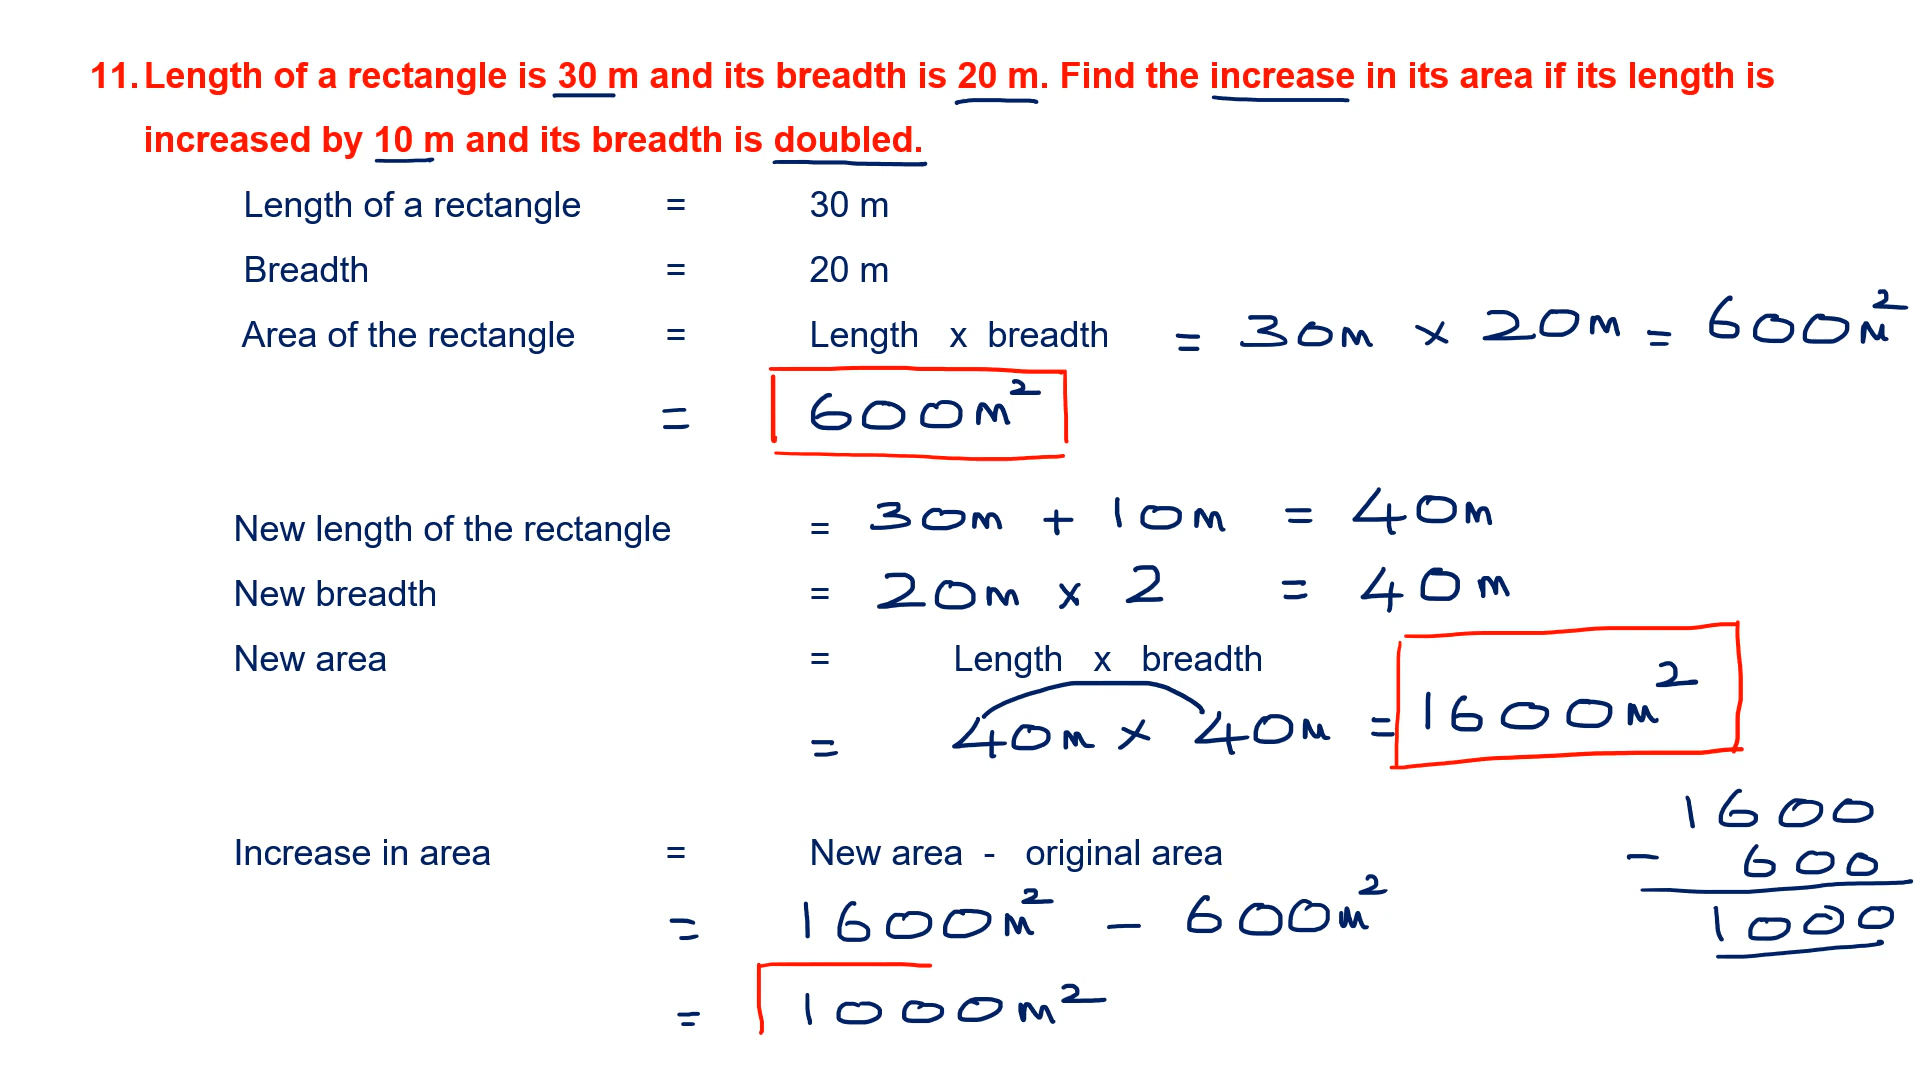 11. Length of a rectangle is 30 m and its breadth is 20 m. Find the increase in its area if its length is
increased by 10 m and its breadth is doubled.
Length of a rectangle = 30 m
Breadth = 20 m
Area of the rectangle = Length x breadth = 30m × 20m = 600m²
= 600m²
New length of the rectangle = 30m + 10m = 40m
New breadth = 20m × 2 = 40m
New area = Length x breadth
= 40m × 40m = 1600m²
Increase in area = New area - original area
= 1600m² - 600m²
= 1000m²
1600
- 600
1000